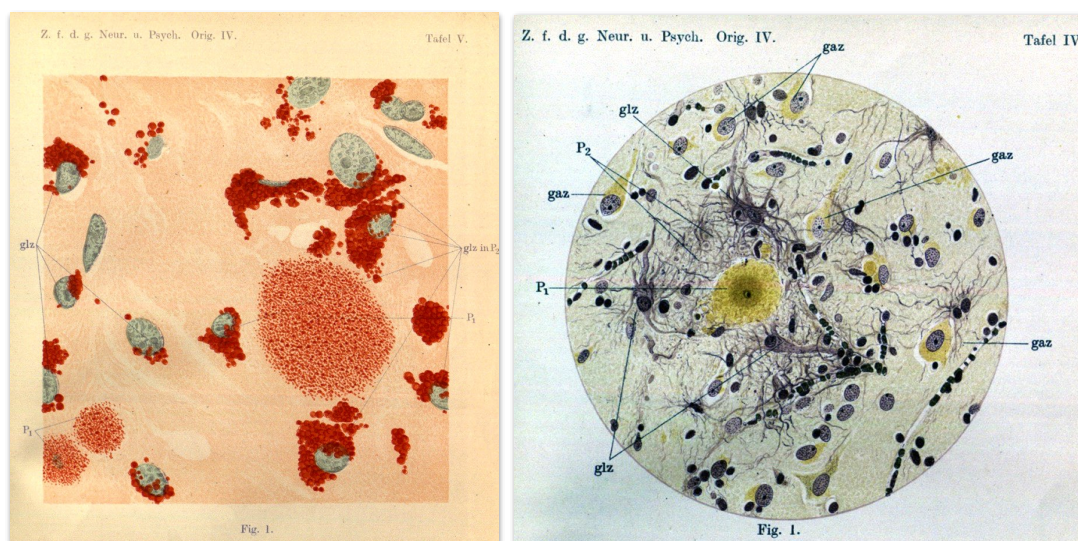 Z. f. d. g. Neur. u. Psych. Orig. IV.
Tafel V.
glz
glz in P2
P1
P1
Fig. 1.
Z. f. d. g. Neur. u. Psych. Orig. IV.
Tafel IV
gaz
glz
P2
gaz
gaz
P1
gaz
glz
Fig. 1.